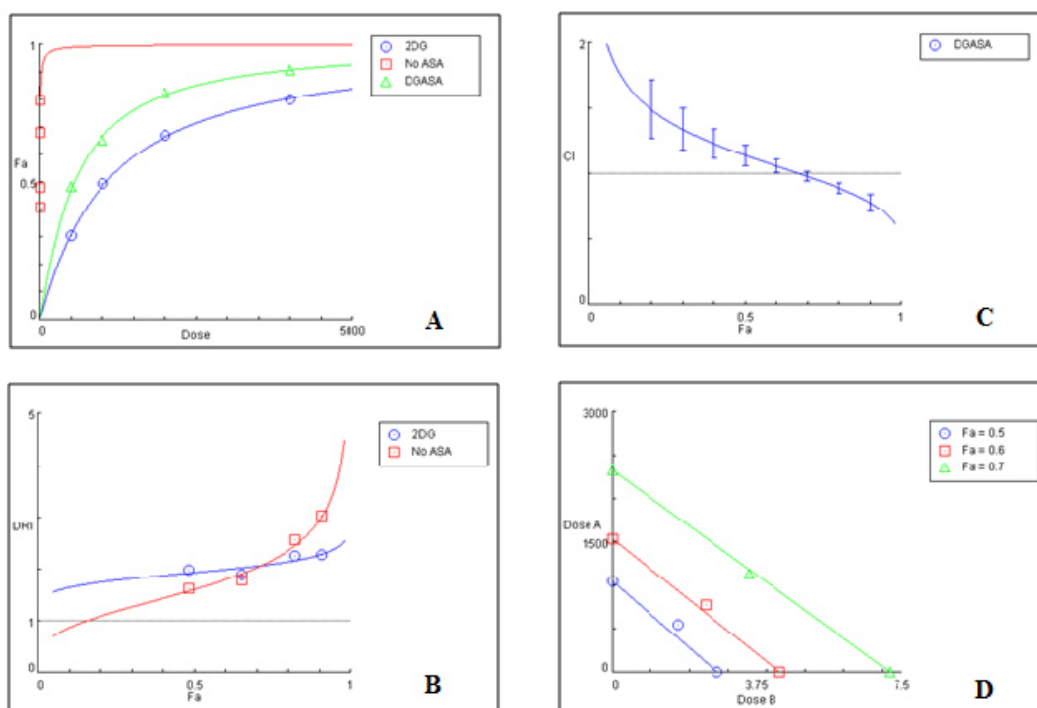 1
Fa
0.5
0
0
Dose
5000
2DG
No ASA
DGASA
A
2
CI
0
0
0.5
1
Fa
DGASA
C
5
DRI
1
0
0
0.5
1
Fa
2DG
No ASA
B
3000
Dose A
1500
0
0
3.75
7.5
Dose B
Fa = 0.5
Fa = 0.6
Fa = 0.7
D